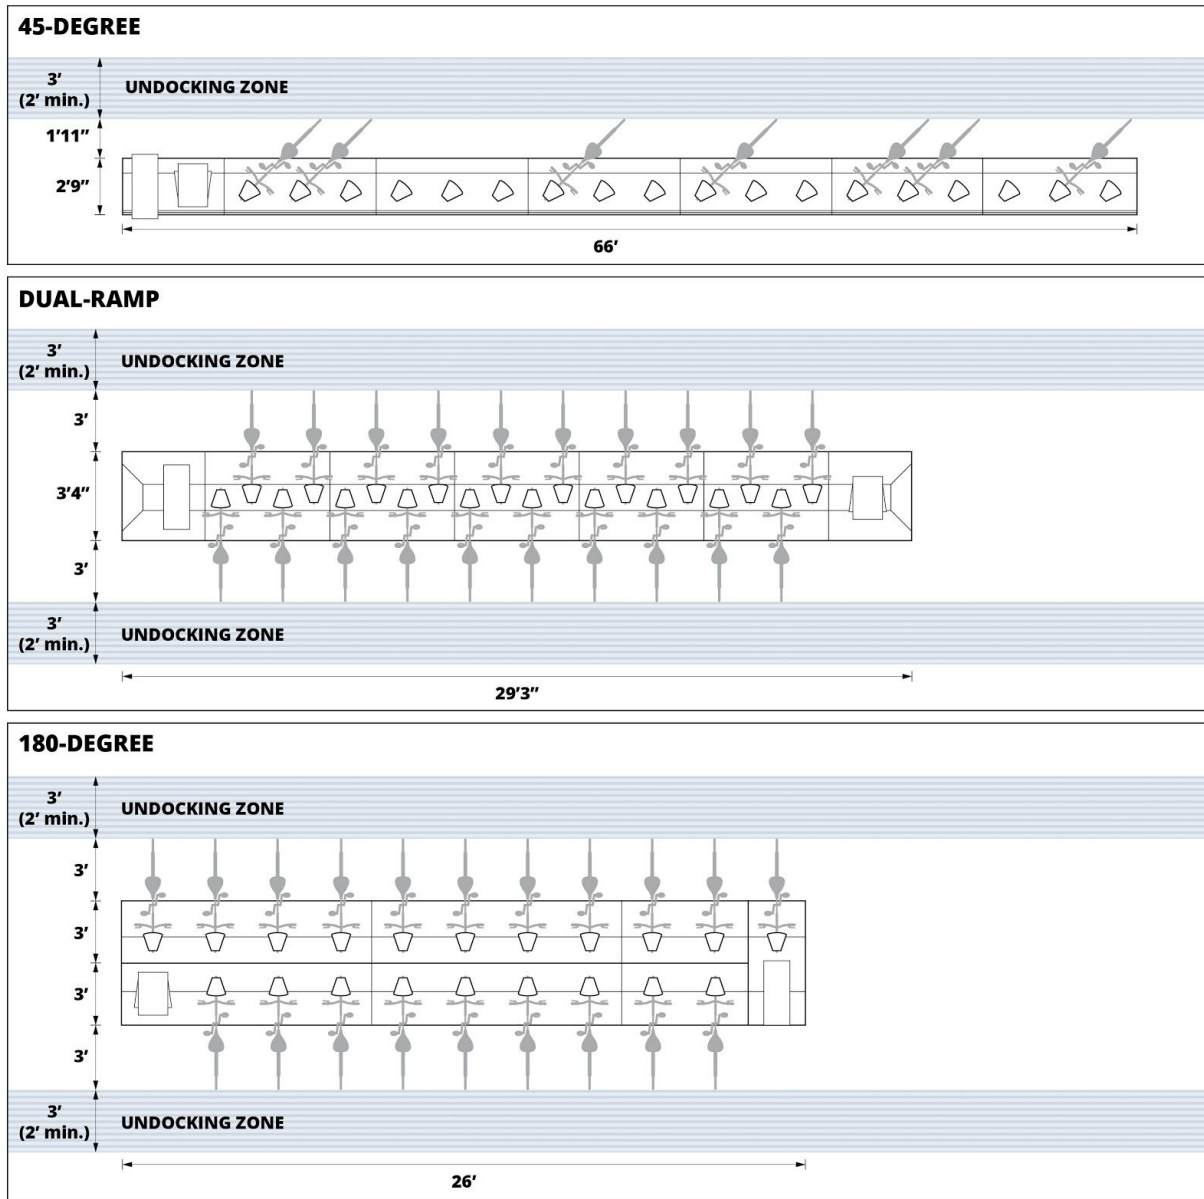 45-DEGREE
3’
(2’ min.)
UNDOCKING ZONE
1’11”
2’9”
66’
DUAL-RAMP
3’
(2’ min.)
UNDOCKING ZONE
3’
3’4”
3’
3’
(2’ min.)
UNDOCKING ZONE
29’3”
180-DEGREE
3’
(2’ min.)
UNDOCKING ZONE
3’
3’
3’
3’
3’
(2’ min.)
UNDOCKING ZONE
26’